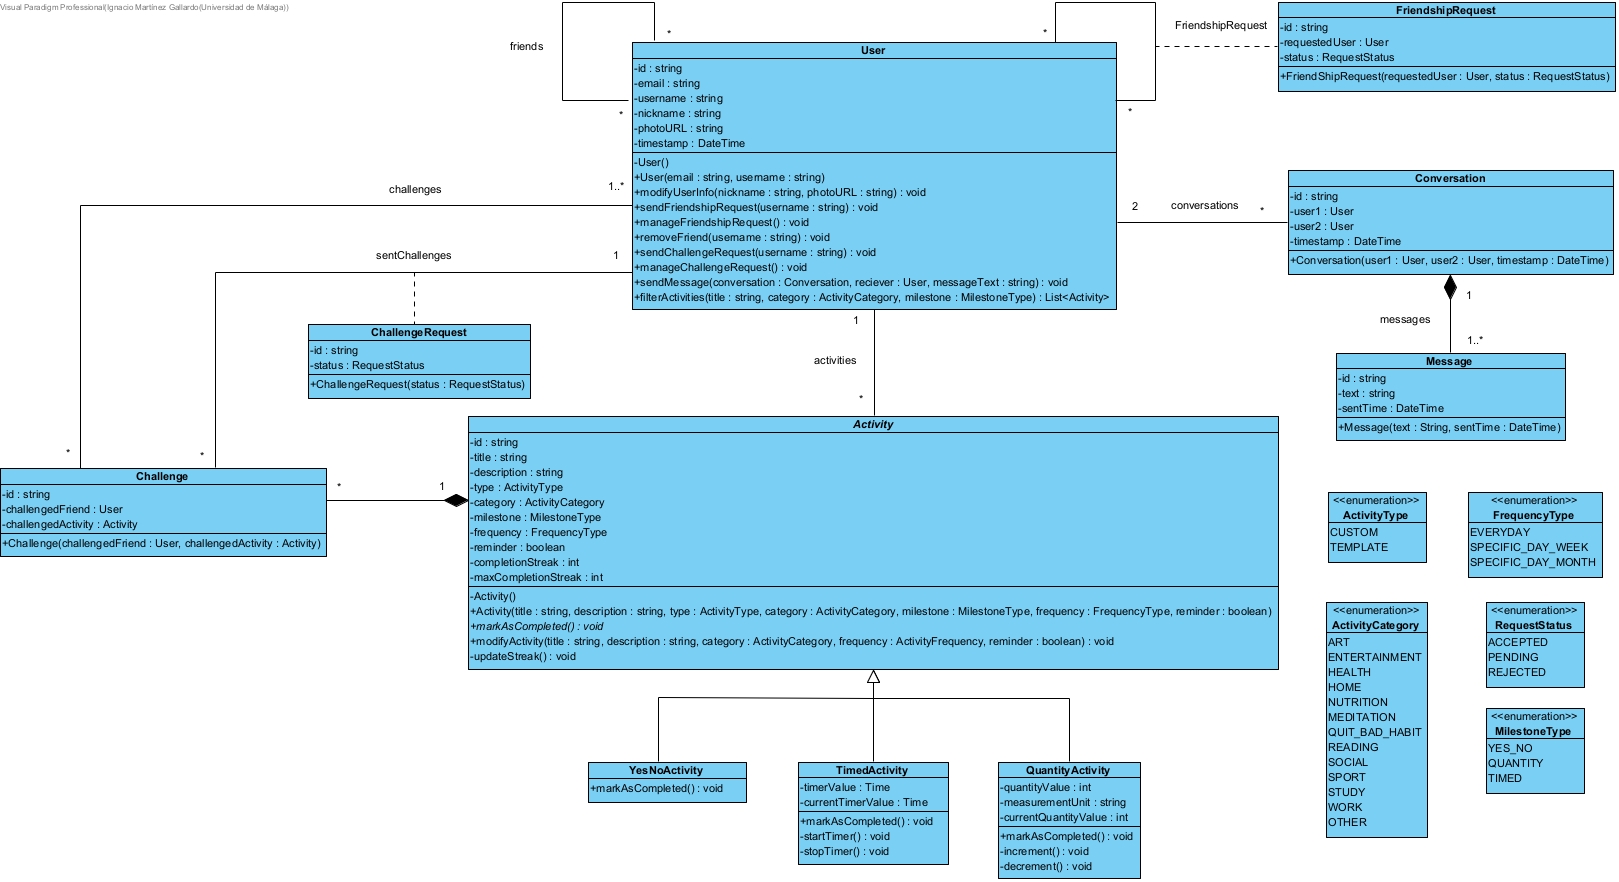 Visual Paradigm Professional(Ignacio Martínez Gallardo(Universidad de Málaga))
friends
*
*
User
-id : string
-email : string
-username : string
-nickname : string
-photoURL : string
-timestamp : DateTime
-User()
+User(email : string, username : string)
+modifyUserInfo(nickname : string, photoURL : string) : void
+sendFriendshipRequest(username : string) : void
+manageFriendshipRequest() : void
+removeFriend(username : string) : void
+sendChallengeRequest(username : string) : void
+manageChallengeRequest() : void
+sendMessage(conversation : Conversation, reciever : User, messageText : string) : void
+filterActivities(title : string, category : ActivityCategory, milestone : MilestoneType) : List<Activity>
*
*
FriendshipRequest
FriendshipRequest
-id : string
-requestedUser : User
-status : RequestStatus
+FriendShipRequest(requestedUser : User, status : RequestStatus)
2
conversations
*
Conversation
-id : string
-user1 : User
-user2 : User
-timestamp : DateTime
+Conversation(user1 : User, user2 : User, timestamp : DateTime)
1
messages
1..*
Message
-id : string
-text : string
-sentTime : DateTime
+Message(text : String, sentTime : DateTime)
challenges
1..*
sentChallenges
1
ChallengeRequest
-id : string
-status : RequestStatus
+ChallengeRequest(status : RequestStatus)
1
activities
*
*
*
Challenge
-id : string
-challengedFriend : User
-challengedActivity : Activity
+Challenge(challengedFriend : User, challengedActivity : Activity)
*
1
Activity
-id : string
-title : string
-description : string
-type : ActivityType
-category : ActivityCategory
-milestone : MilestoneType
-frequency : FrequencyType
-reminder : boolean
-completionStreak : int
-maxCompletionStreak : int
-Activity()
+Activity(title : string, description : string, type : ActivityType, category : ActivityCategory, milestone : MilestoneType, frequency : FrequencyType, reminder : boolean)
+markAsCompleted() : void
+modifyActivity(title : string, description : string, category : ActivityCategory, frequency : ActivityFrequency, reminder : boolean) : void
-updateStreak() : void
YesNoActivity
+markAsCompleted() : void
TimedActivity
-timerValue : Time
-currentTimerValue : Time
+markAsCompleted() : void
-startTimer() : void
-stopTimer() : void
QuantityActivity
-quantityValue : int
-measurementUnit : string
-currentQuantityValue : int
+markAsCompleted() : void
-increment() : void
-decrement() : void
<<enumeration>>
ActivityType
CUSTOM
TEMPLATE
<<enumeration>>
FrequencyType
EVERYDAY
SPECIFIC_DAY_WEEK
SPECIFIC_DAY_MONTH
<<enumeration>>
ActivityCategory
ART
ENTERTAINMENT
HEALTH
HOME
NUTRITION
MEDITATION
QUIT_BAD_HABIT
READING
SOCIAL
SPORT
STUDY
WORK
OTHER
<<enumeration>>
RequestStatus
ACCEPTED
PENDING
REJECTED
<<enumeration>>
MilestoneType
YES_NO
QUANTITY
TIMED